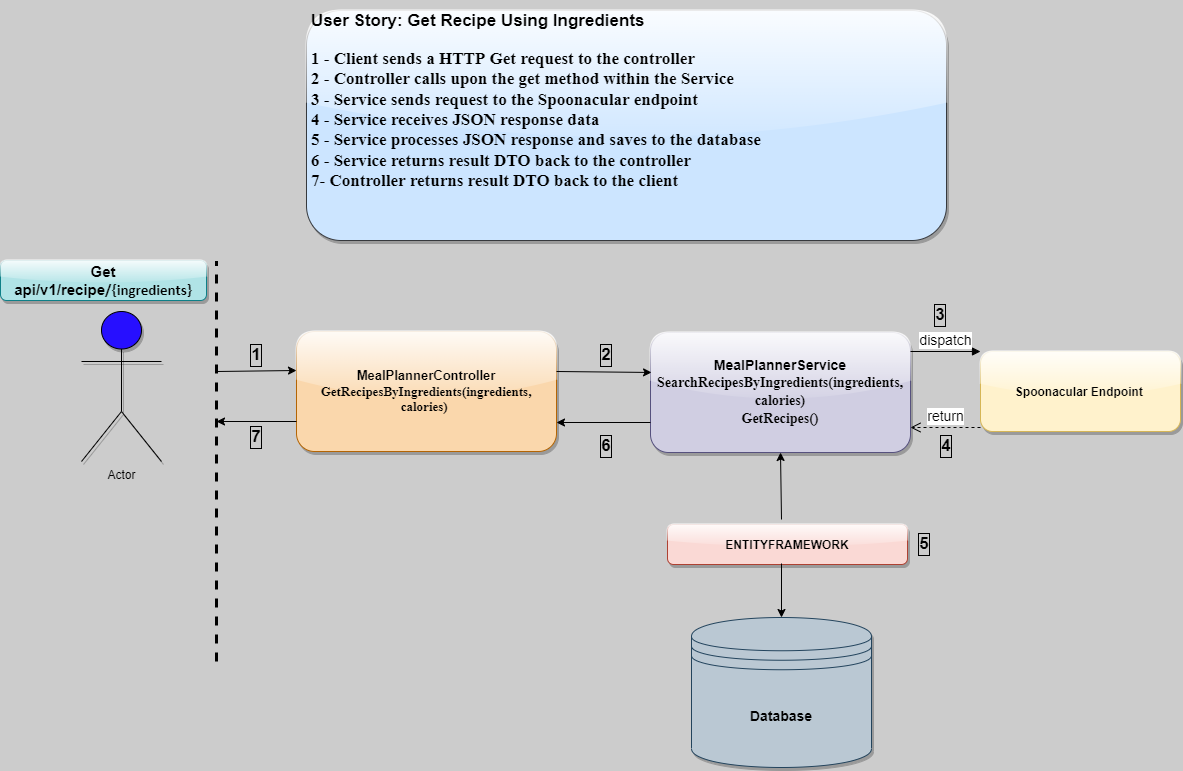 User Story: Get Recipe Using Ingredients
1 - Client sends a HTTP Get request to the controller
2 - Controller calls upon the get method within the Service
3 - Service sends request to the Spoonacular endpoint
4 - Service receives JSON response data
5 - Service processes JSON response and saves to the database
6 - Service returns result DTO back to the controller
7- Controller returns result DTO back to the client
Get
api/v1/recipe/{ingredients}
Actor
1
7
MealPlannerController
GetRecipesByIngredients(ingredients,
calories)
2
6
MealPlannerService
SearchRecipesByIngredients(ingredients,
calories)
GetRecipes()
3
dispatch
return
4
Spoonacular Endpoint
ENTITYFRAMEWORK
5
Database